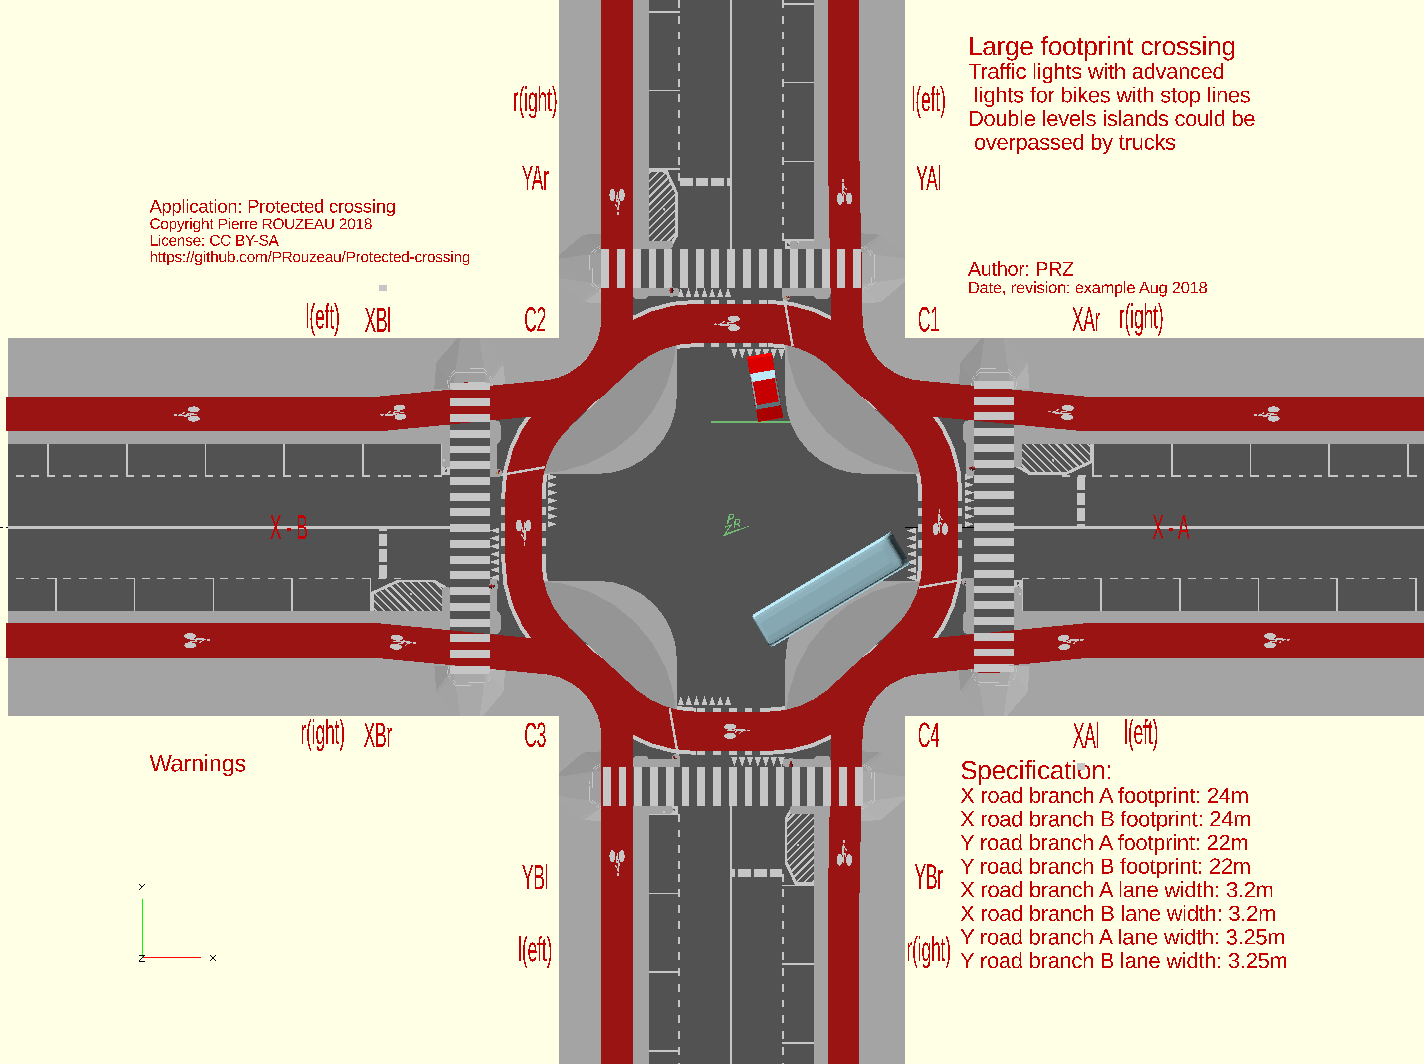 Large footprint crossing
Traffic lights with advanced
lights for bikes with stop lines
Double levels islands could be
overpassed by trucks
r(ight)
l(eft)
YAr
YAl
Application: Protected crossing
Copyright Pierre ROUZEAU 2018
License: CC BY-SA
https://github.com/PRouzeau/Protected-crossing
Author: PRZ
Date, revision: example Aug 2018
l(eft) XBl
C2
C1
XAr r(ight)
X - B
X - A
PRZ
r(ight) XBr
C3
C4
XAl l(eft)
Warnings
Specification:
X road branch A footprint: 24m
X road branch B footprint: 24m
Y road branch A footprint: 22m
Y road branch B footprint: 22m
X road branch A lane width: 3.2m
X road branch B lane width: 3.2m
Y road branch A lane width: 3.25m
Y road branch B lane width: 3.25m
YBl
YBr
l(eft)
r(ight)
Y
Z
X